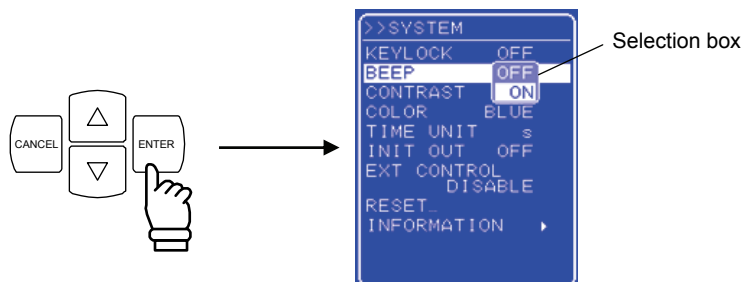 CANCEL
ENTER
>>SYSTEM
KEYLOCK OFF
BEEP OFF
CONTRAST ON
COLOR BLUE
TIME UNIT s
INIT OUT OFF
EXT CONTROL
DISABLE
RESET_
INFORMATION
Selection box